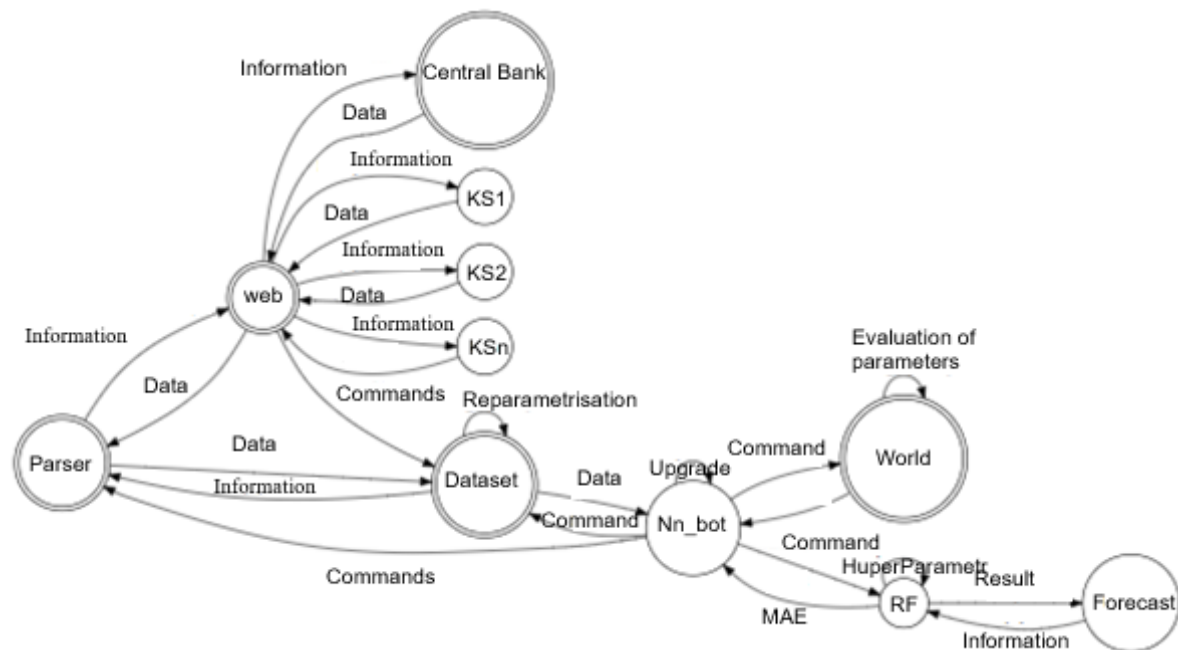 Information
Central Bank
Data
Information
KS1
Data
Information
KS2
web
Data
Information
Information
KSn
Data
Commands
Evaluation of
parameters
Reparametrisation
Data
Command
Parser
Upgrade
World
Information
Dataset
Data
Command
Nn_bot
Command
Commands
HuperParametr
Result
MAE
RF
Forecast
Information